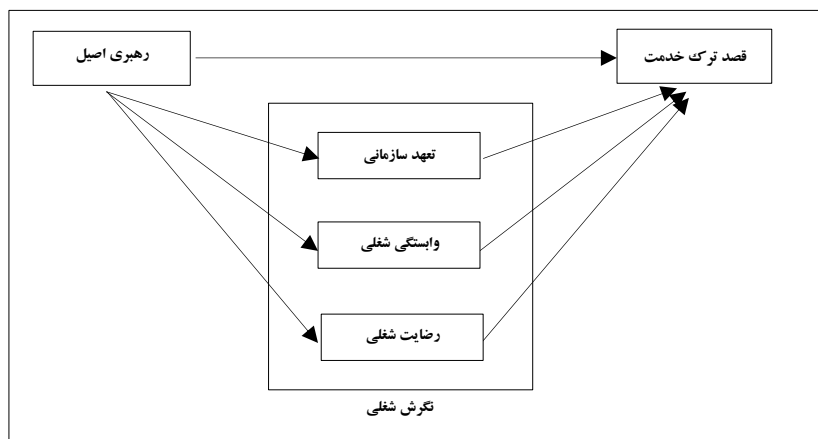 رهبری اصیل
قصد ترک خدمت
تعهد سازمانی
وابستگی شغلی
رضایت شغلی
نگرش شغلی